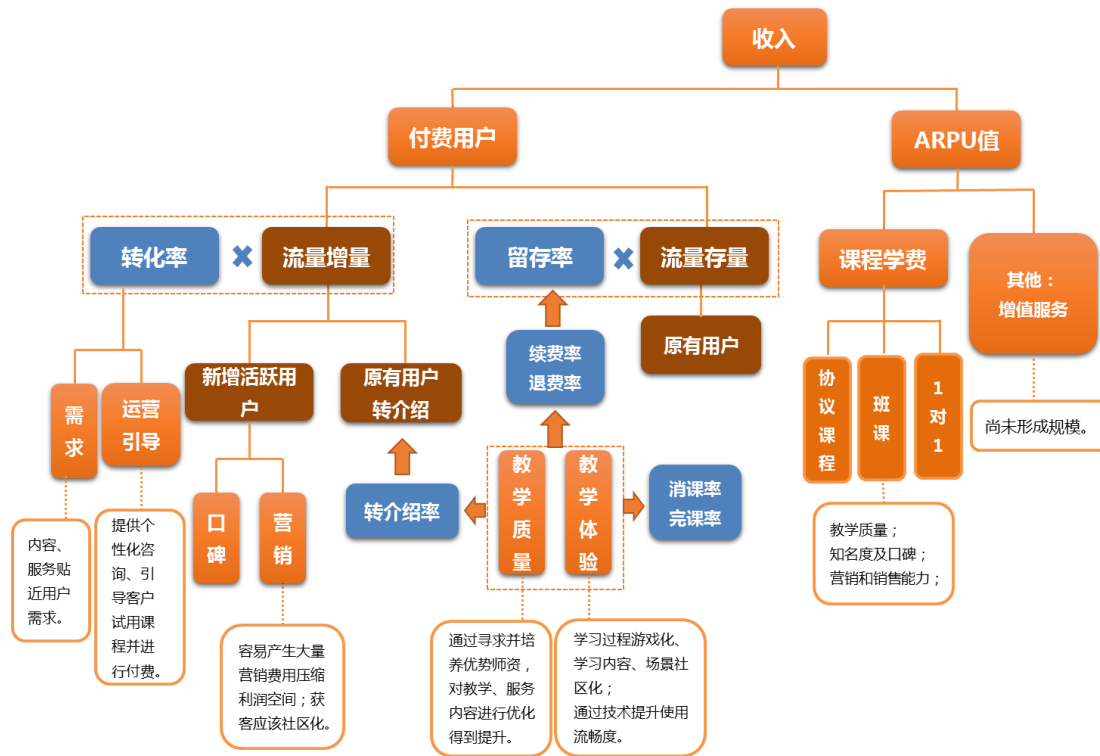 收入
付费用户
ARPU值
转化率
流量增量
留存率
流量存量
课程学费
其他：
增值服务
续费率
退费率
原有用户
新增活跃用
户
原有用户
转介绍
需求
运营
引导
协议课程
班课
1对1
尚未形成规模。
口碑
营销
转介绍率
教学质量
教学体验
消课率
完课率
内容、
服务贴
近用户
需求。
提供个
性化咨
询、引
导客户
试用课
程并进
行付费。
教学质量；
知名度及口碑；
营销和销售能力；
容易产生大量
营销费用压缩
利润空间；获
客应该社区化。
通过寻求并培
养优势师资，
对教学、服务
内容进行优化
得到提升。
学习过程游戏化、
学习内容、场景社
区化；
通过技术提升使用
流畅度。